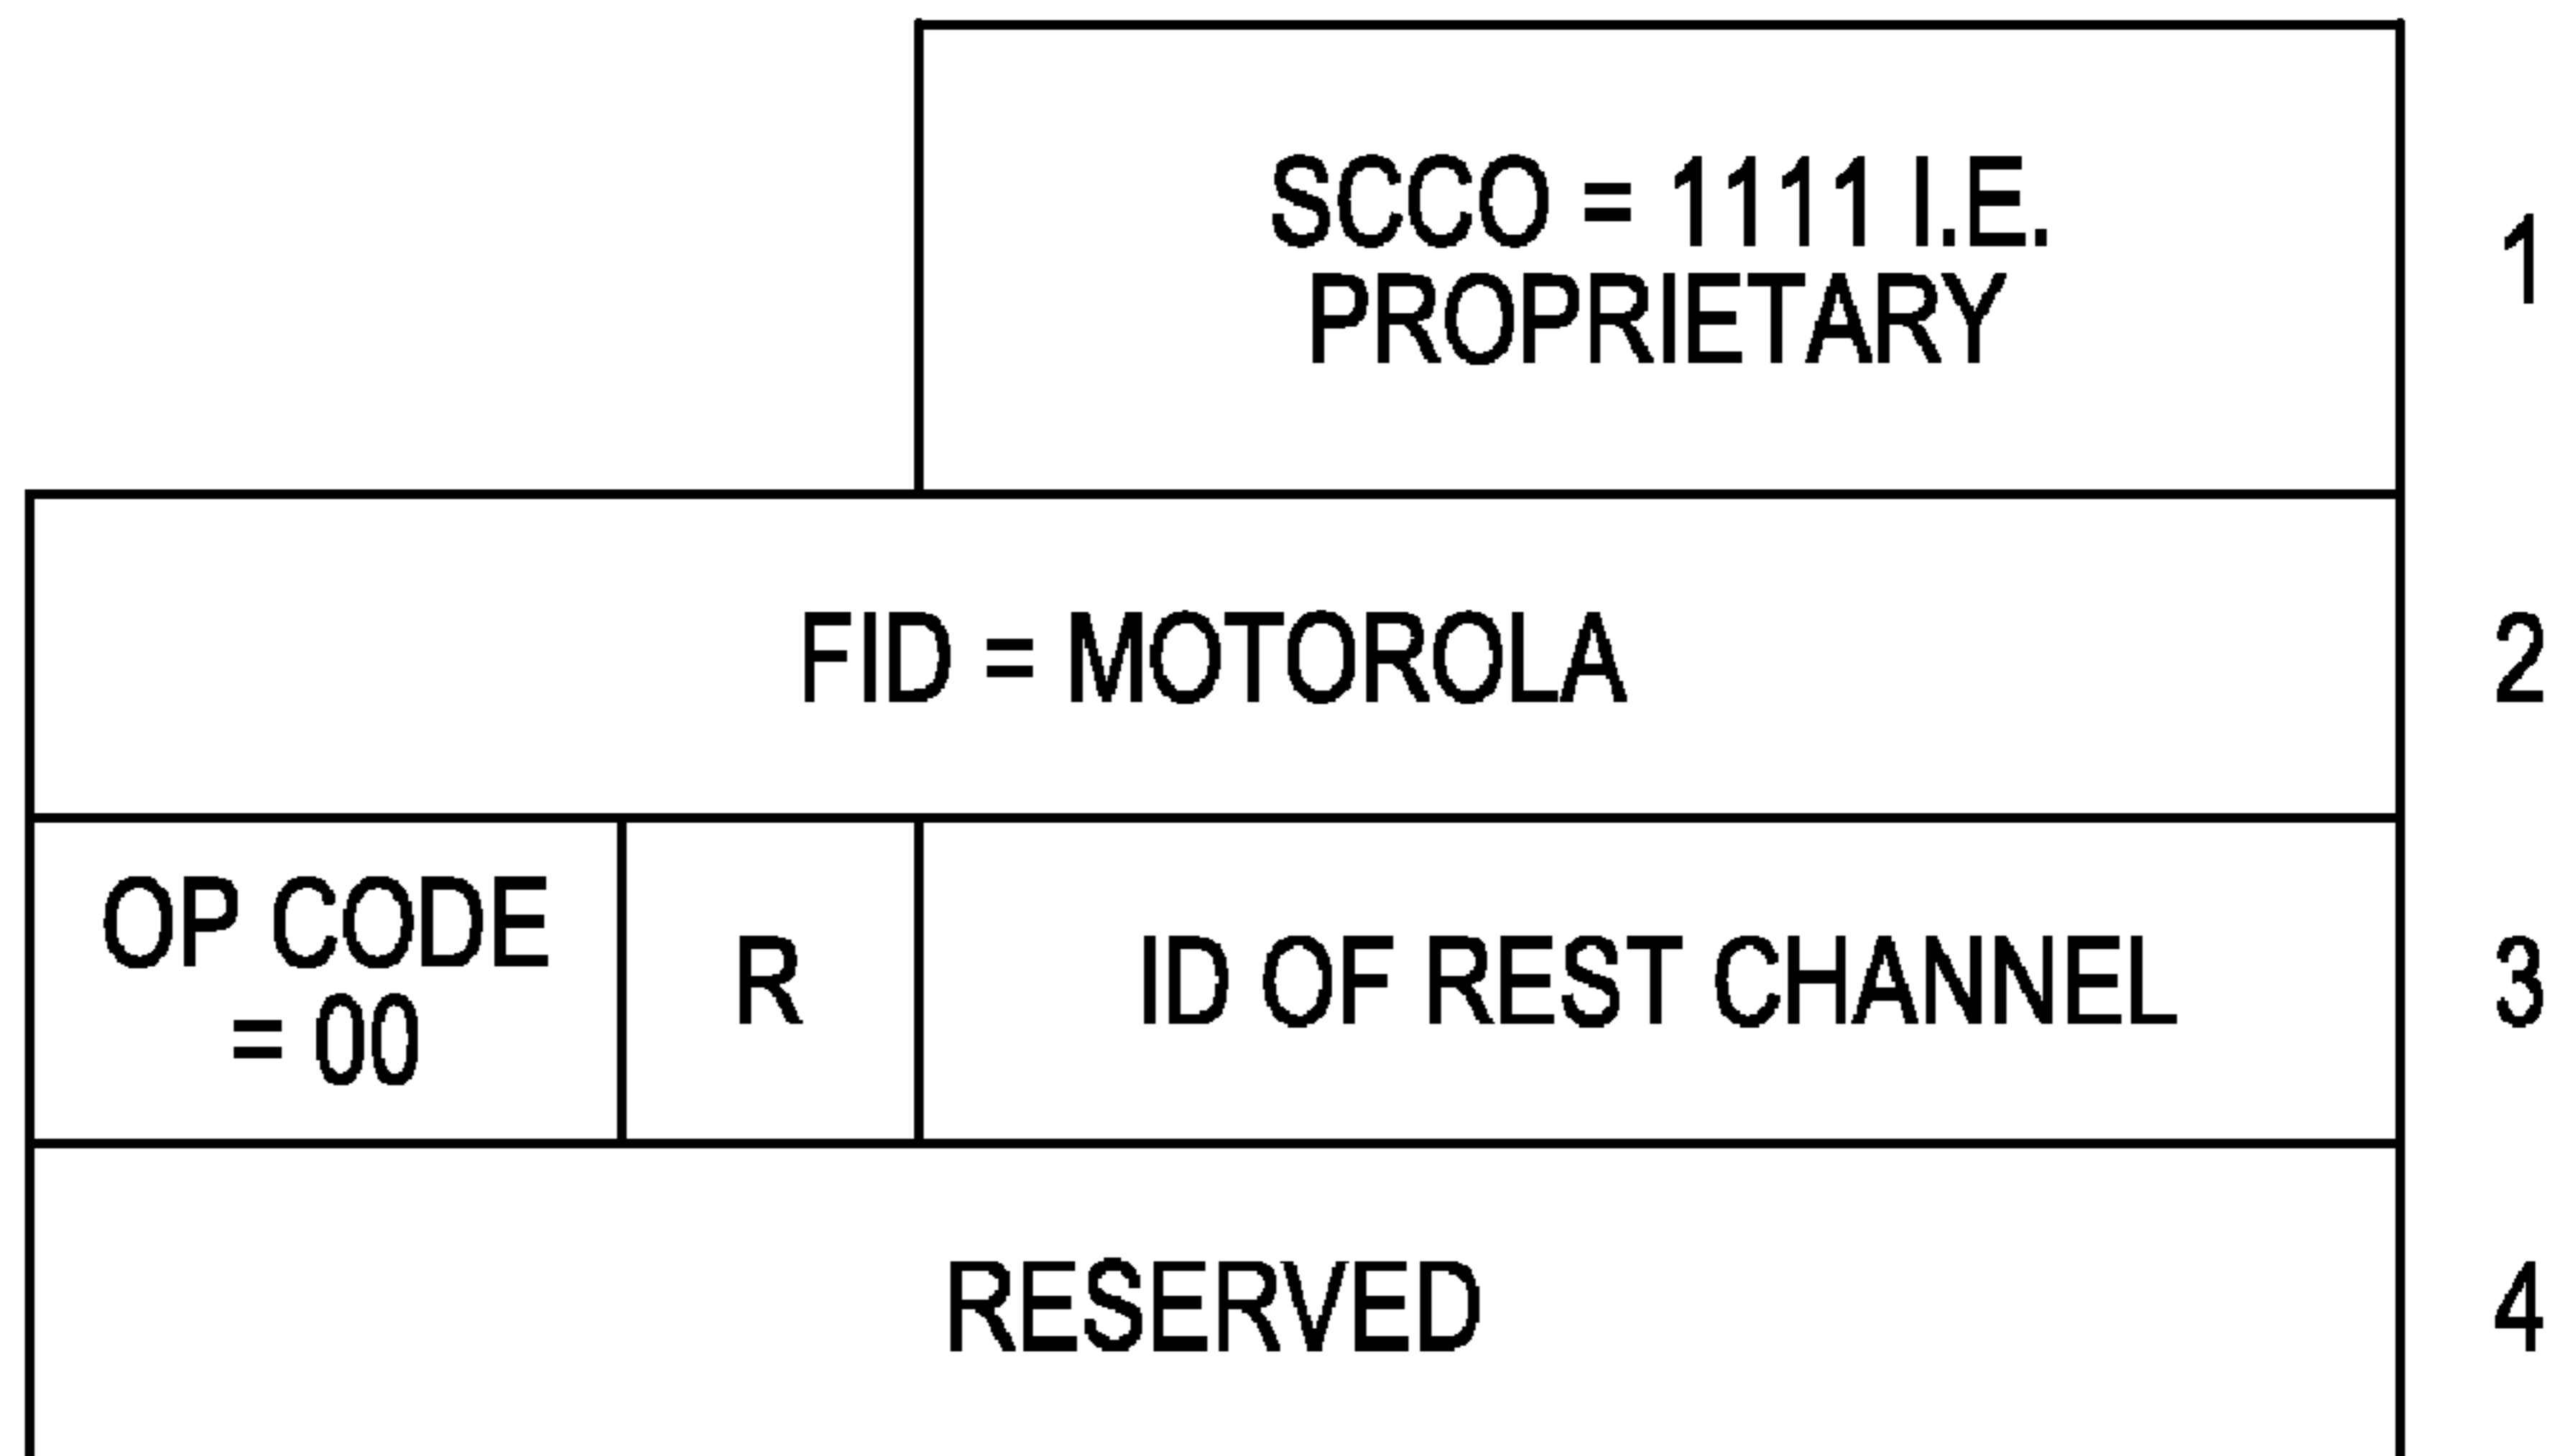 SCCO = 1111 I.E.
PROPRIETARY
1
FID = MOTOROLA
2
OP CODE
= 00
R
ID OF REST CHANNEL
3
RESERVED
4